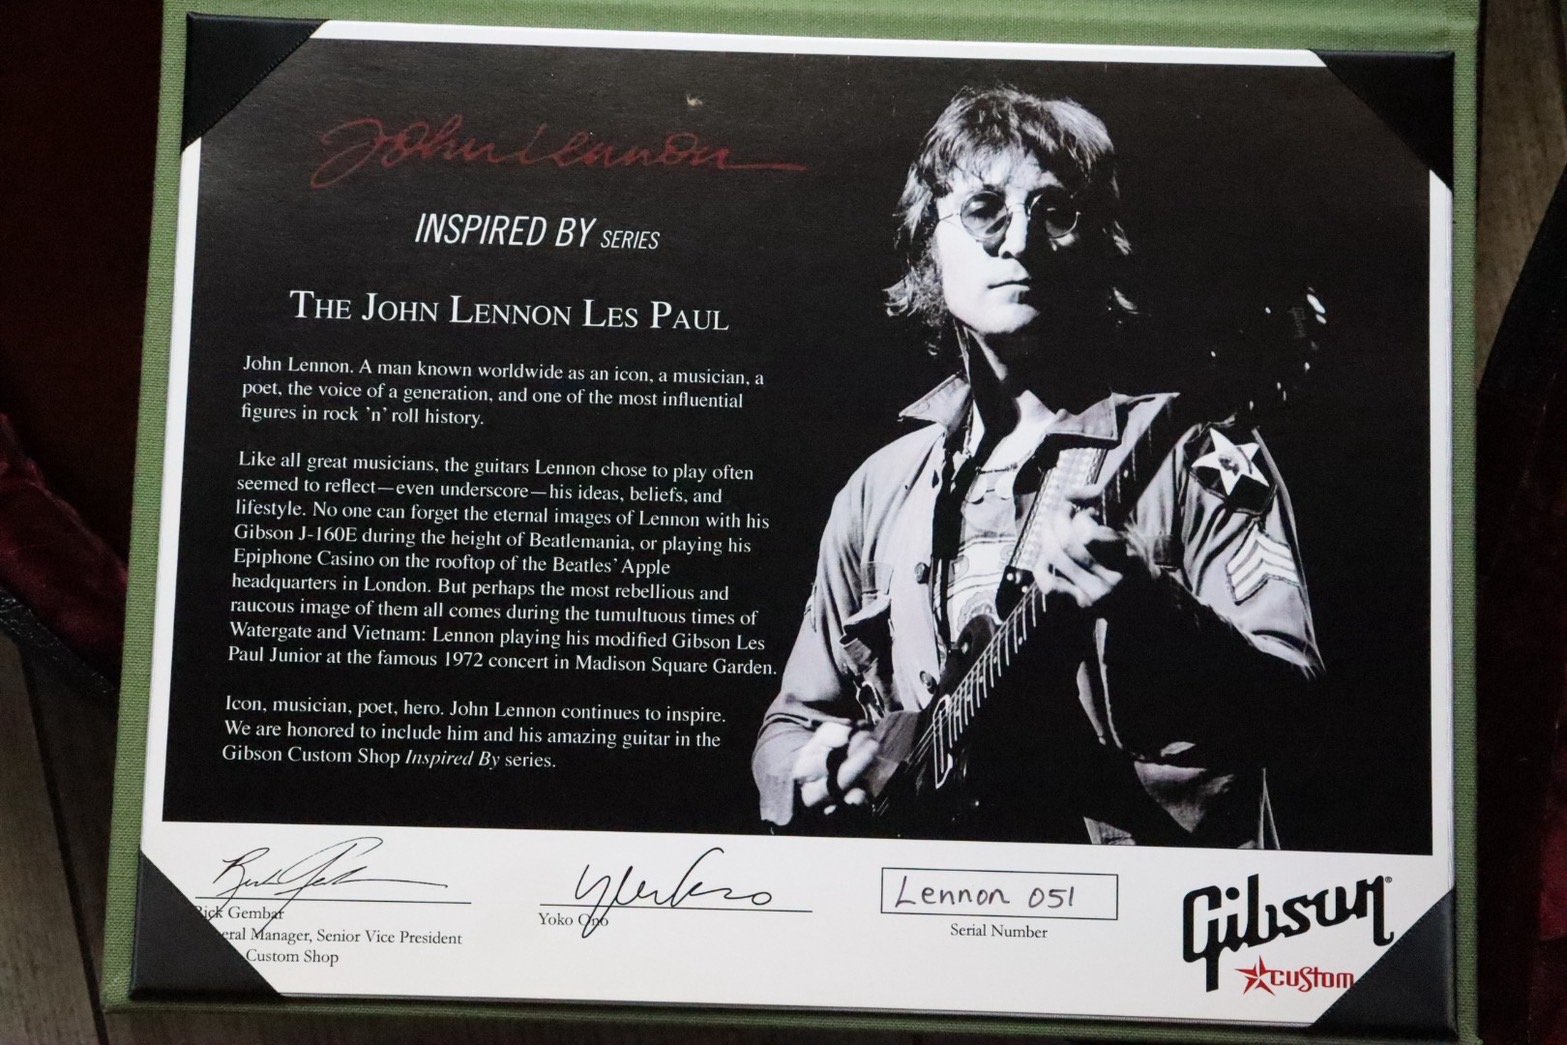 John Lennon
INSPIRED BY SERIES
THE JOHN LENNON LES PAUL
John Lennon. A man known worldwide as an icon, a musician, a
poet, the voice of a generation, and one of the most influential
figures in rock ’n’ roll history.
Like all great musicians, the guitars Lennon chose to play often
seemed to reflect—even underscore—his ideas, beliefs, and
lifestyle. No one can forget the eternal images of Lennon with his
Gibson J-160E during the height of Beatlemania, or playing his
Epiphone Casino on the rooftop of the Beatles’ Apple
headquarters in London. But perhaps the most rebellious and
raucous image of them all comes during the tumultuous times of
Watergate and Vietnam: Lennon playing his modified Gibson Les
Paul Junior at the famous 1972 concert in Madison Square Garden.
Icon, musician, poet, hero. John Lennon continues to inspire.
We are honored to include him and his amazing guitar in the
Gibson Custom Shop Inspired By series.
Rick Gembar
eral Manager, Senior Vice President
Custom Shop
Yoko Ono
Lennon 051
Serial Number
Gibson®
custom